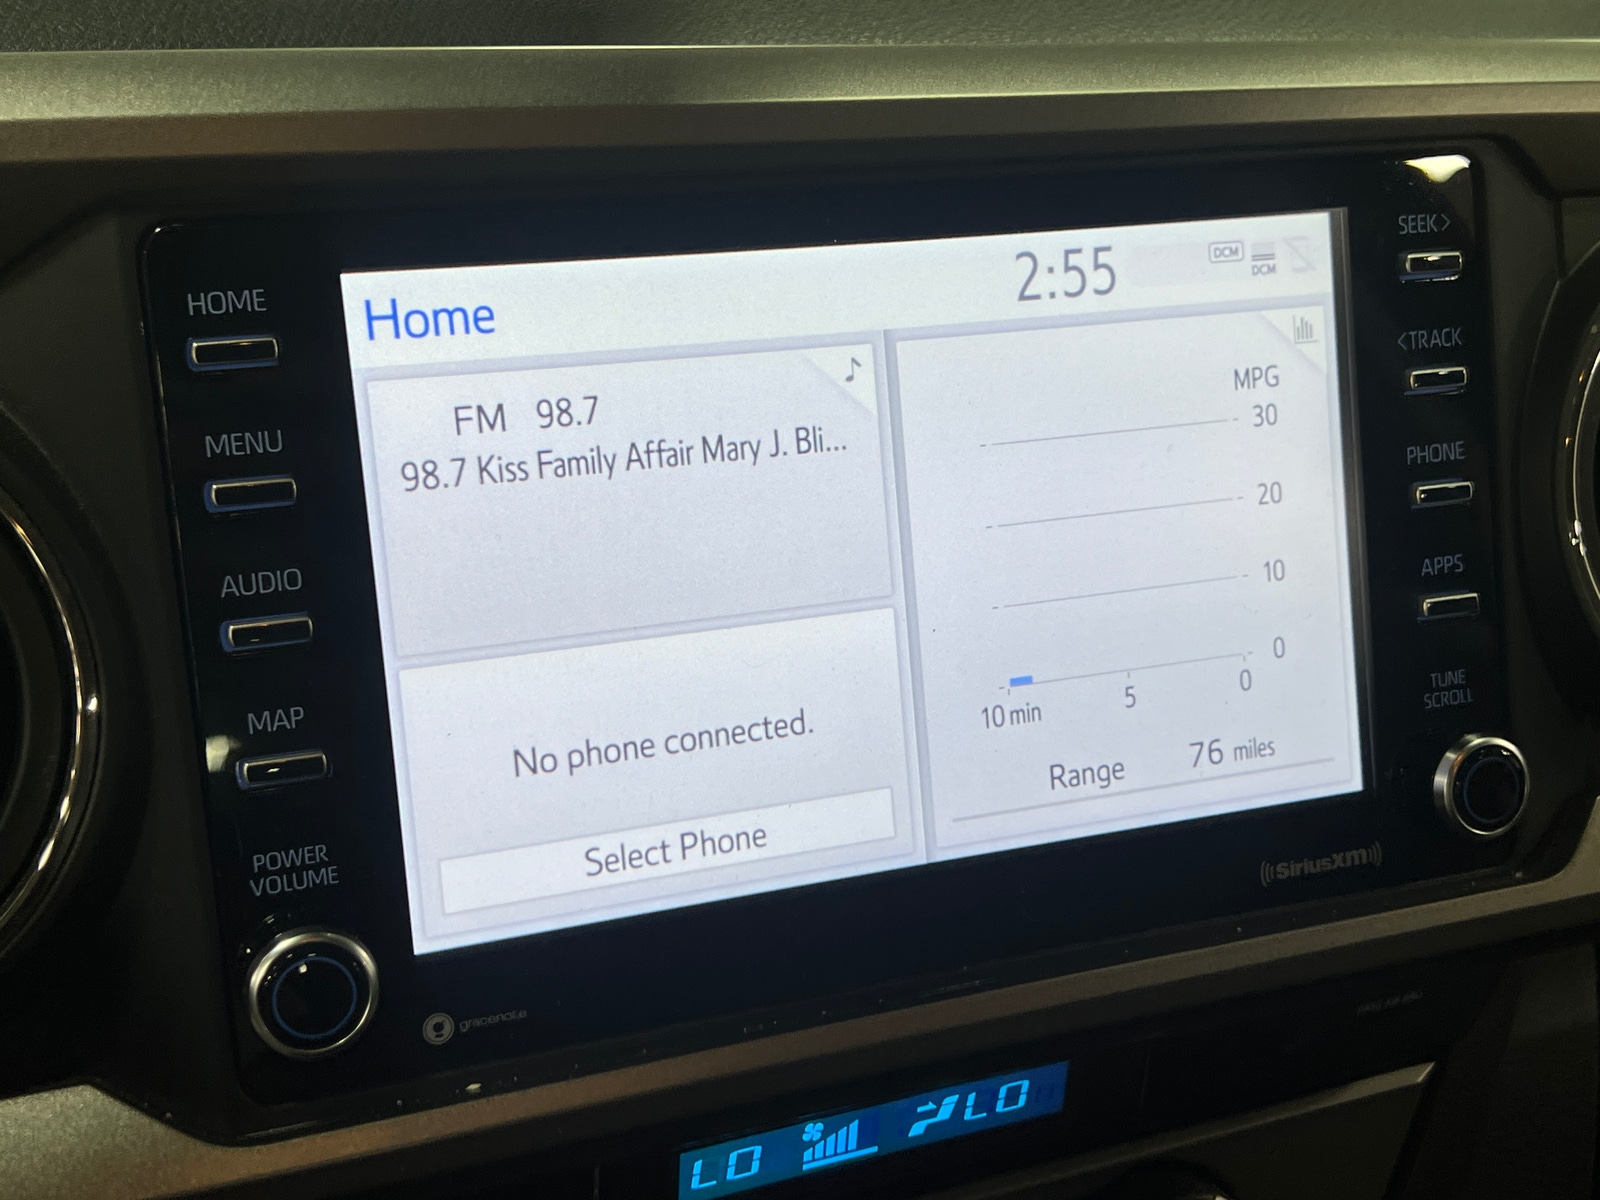 HOME
MENU
AUDIO
MAP
POWER
VOLUME
Home
2:55
DCM
DCM
FM 98.7
98.7 Kiss Family Affair Mary J. Bli...
No phone connected.
Select Phone
MPG
30
20
10
0
10 min 5 0
Range 76 miles
SEEK>
<TRACK
PHONE
APPS
TUNE
SCROLL
SiriusXM
gracenote
LO LO